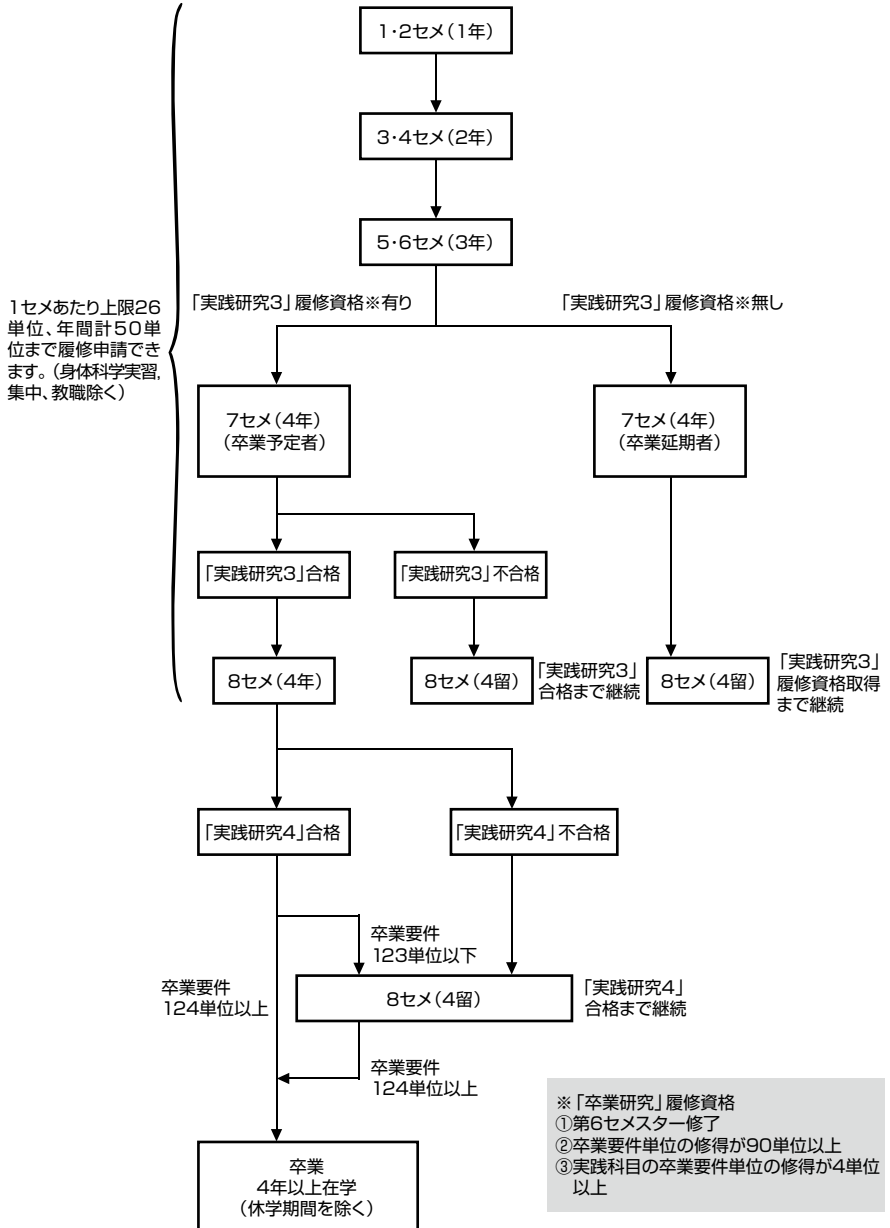 1・2セメ(1年)
3・4セメ(2年)
5・6セメ(3年)
1セメあたり上限26
単位、年間計50単
位まで履修申請でき
ます。(身体科学実習,
集中、教職除く)
「実践研究3」履修資格※有り
「実践研究3」履修資格※無し
7セメ(4年)
(卒業予定者)
7セメ(4年)
(卒業延期者)
「実践研究3」合格
「実践研究3」不合格
8セメ(4年)
8セメ(4留)
「実践研究3」
合格まで継続
8セメ(4留)
「実践研究3」
履修資格取得
まで継続
「実践研究4」合格
「実践研究4」不合格
卒業要件
123単位以下
卒業要件
124単位以上
8セメ(4留)
「実践研究4」
合格まで継続
卒業要件
124単位以上
※「卒業研究」履修資格
①第6セメスター修了
②卒業要件単位の修得が90単位以上
③実践科目の卒業要件単位の修得が4単位
以上
卒業
4年以上在学
(休学期間を除く)